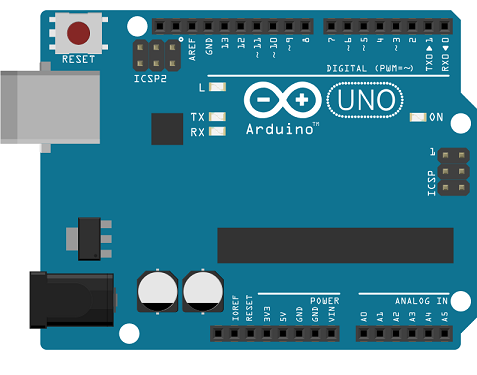 RESET
ICSP2
AREF
GND
13
12
~11
~10
~9
8
7
~6
~5
4
~3
2
TX0▶1
RX0◀0
DIGITAL (PWM=~)
L
TX
RX
Arduino™
UNO
ON
1
ICSP
IOREF
RESET
3V3
5V
GND
GND
VIN
POWER
A0
A1
A2
A3
A4
A5
ANALOG IN